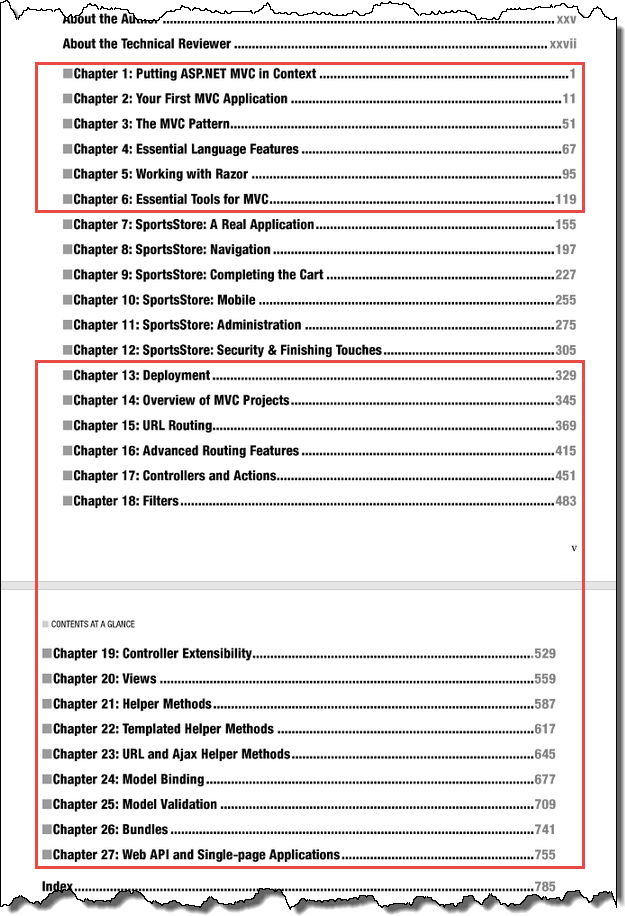 About the Author ........ xxv
About the Technical Reviewer ........ xxvii
Chapter 1: Putting ASP.NET MVC in Context ........ 1
Chapter 2: Your First MVC Application ........ 11
Chapter 3: The MVC Pattern ........ 51
Chapter 4: Essential Language Features ........ 67
Chapter 5: Working with Razor ........ 95
Chapter 6: Essential Tools for MVC ........ 119
Chapter 7: SportsStore: A Real Application ........ 155
Chapter 8: SportsStore: Navigation ........ 197
Chapter 9: SportsStore: Completing the Cart ........ 227
Chapter 10: SportsStore: Mobile ........ 255
Chapter 11: SportsStore: Administration ........ 275
Chapter 12: SportsStore: Security & Finishing Touches ........ 305
Chapter 13: Deployment ........ 329
Chapter 14: Overview of MVC Projects ........ 345
Chapter 15: URL Routing ........ 369
Chapter 16: Advanced Routing Features ........ 415
Chapter 17: Controllers and Actions ........ 451
Chapter 18: Filters ........ 483
v
CONTENTS AT A GLANCE
Chapter 19: Controller Extensibility ........ 529
Chapter 20: Views ........ 559
Chapter 21: Helper Methods ........ 587
Chapter 22: Templated Helper Methods ........ 617
Chapter 23: URL and Ajax Helper Methods ........ 645
Chapter 24: Model Binding ........ 677
Chapter 25: Model Validation ........ 709
Chapter 26: Bundles ........ 741
Chapter 27: Web API and Single-page Applications ........ 755
Index ........ 785